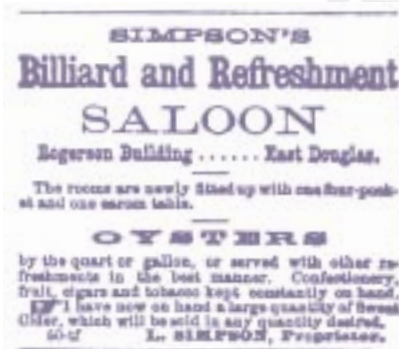 SIMPSON'S
Billiard and Refreshment
SALOON
Rogerson Building ...... East Douglas.
The rooms are newly fitted up with one four-pock-
et and one carom table.
OYSTERS
by the quart or gallon, or served with other re-
freshments in the best manner. Confectionery,
fruit, cigars and tobacco kept constantly on hand.
☞ I have now on hand a large quantity of Sweet
Cider, which will be sold in any quantity desired.
L. SIMPSON, Proprietor.